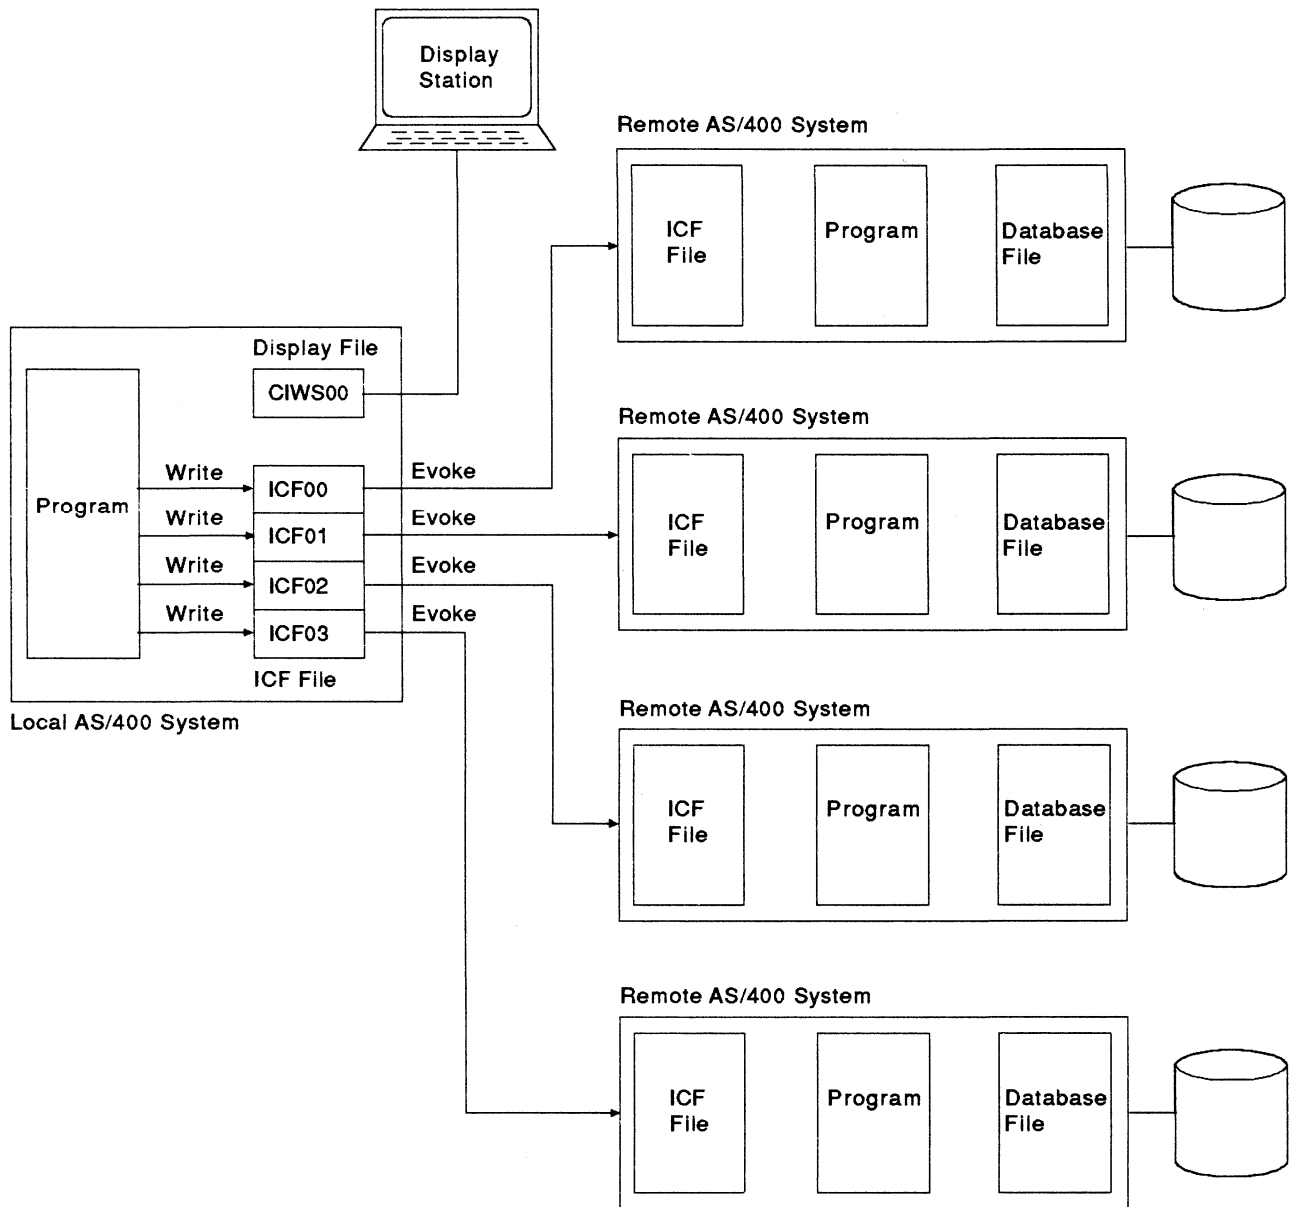 Display
Station
Remote AS/400 System
ICF
File
Program
Database
File
Display File
CIWS00
Remote AS/400 System
Write
ICF00
Evoke
Program
Write
ICF01
Evoke
ICF
File
Program
Database
File
Write
ICF02
Evoke
Write
ICF03
Evoke
ICF File
Local AS/400 System
Remote AS/400 System
ICF
File
Program
Database
File
Remote AS/400 System
ICF
File
Program
Database
File